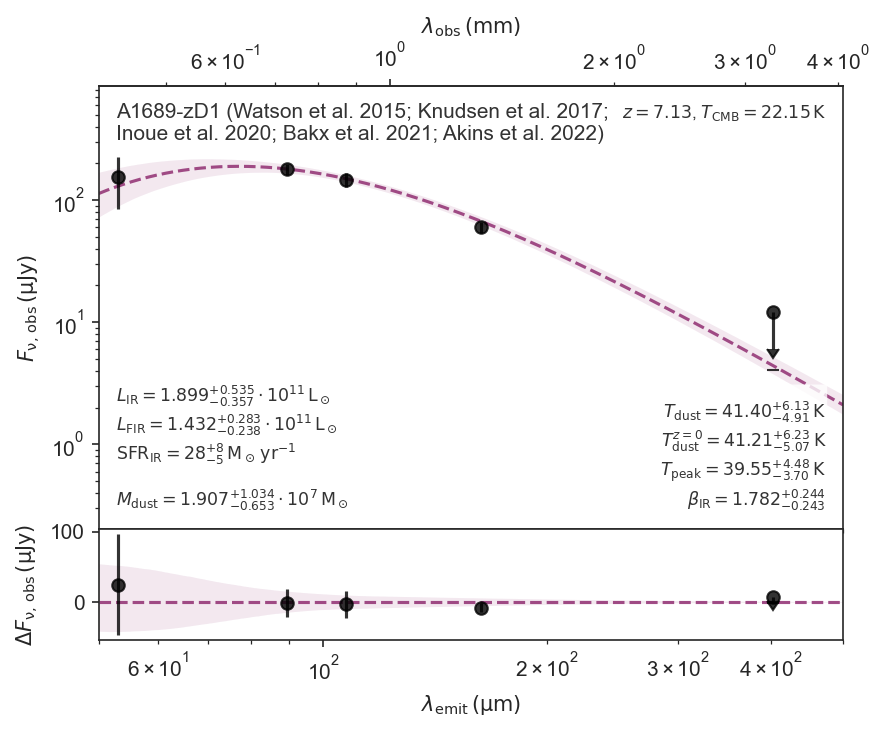 λ_obs (mm)
6 × 10⁻¹ 10⁰ 2 × 10⁰ 3 × 10⁰ 4 × 10⁰
A1689-zD1 (Watson et al. 2015; Knudsen et al. 2017; z = 7.13, T_CMB = 22.15 K
Inoue et al. 2020; Bakx et al. 2021; Akins et al. 2022)
10²
10¹
10⁰
F_ν, obs (μJy)
L_IR = 1.899^{+0.535}_{−0.357} · 10¹¹ L_⊙
L_FIR = 1.432^{+0.283}_{−0.238} · 10¹¹ L_⊙
SFR_IR = 28^{+8}_{−5} M_⊙ yr⁻¹
M_dust = 1.907^{+1.034}_{−0.653} · 10⁷ M_⊙
T_dust = 41.40^{+6.13}_{−4.91} K
T_dust^{z=0} = 41.21^{+6.23}_{−5.07} K
T_peak = 39.55^{+4.48}_{−3.70} K
β_IR = 1.782^{+0.244}_{−0.243}
100
0
ΔF_ν, obs (μJy)
6 × 10¹ 10² 2 × 10² 3 × 10² 4 × 10²
λ_emit (μm)